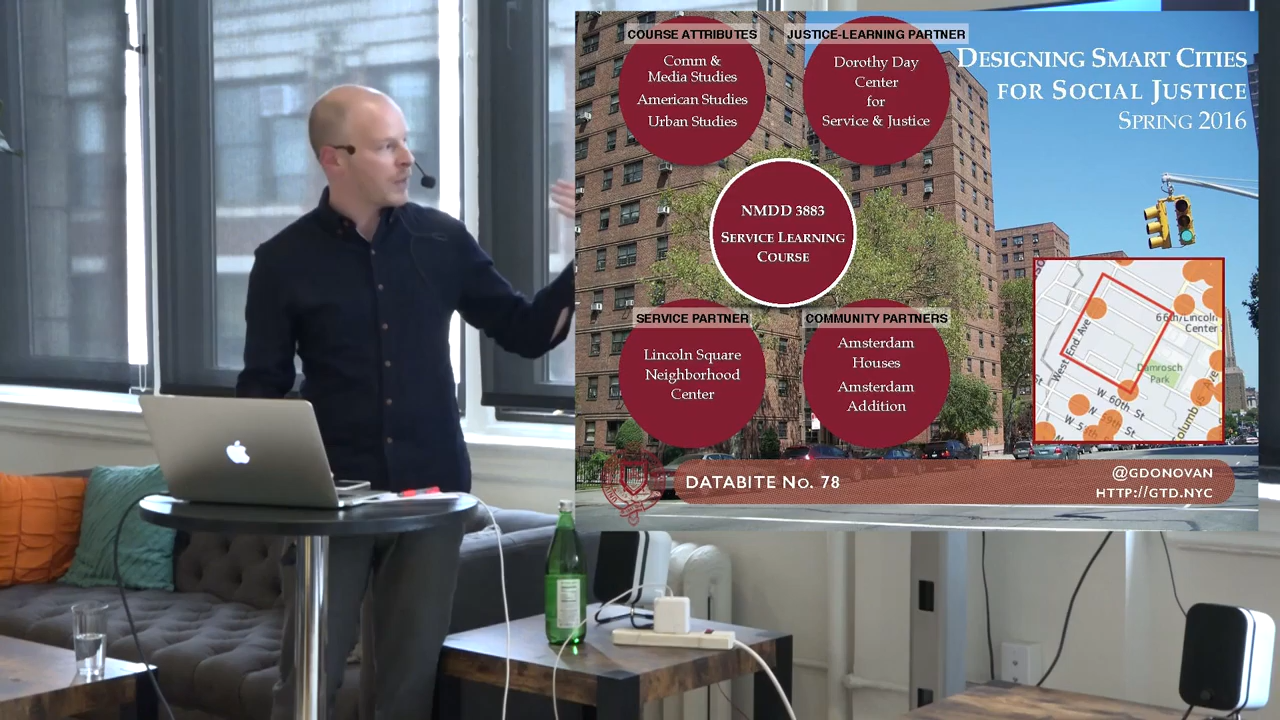 COURSE ATTRIBUTES
Comm &
Media Studies
American Studies
Urban Studies
JUSTICE-LEARNING PARTNER
Dorothy Day
Center
for
Service & Justice
DESIGNING SMART CITIES
FOR SOCIAL JUSTICE
SPRING 2016
NMDD 3883
SERVICE LEARNING
COURSE
SERVICE PARTNER
Lincoln Square
Neighborhood
Center
COMMUNITY PARTNERS
Amsterdam
Houses
Amsterdam
Addition
66th/Lincoln
Center
West End Ave
Damrosch
Park
W. 60th St
DATABITE NO. 78
@GDONOVAN
HTTP://GTD.NYC